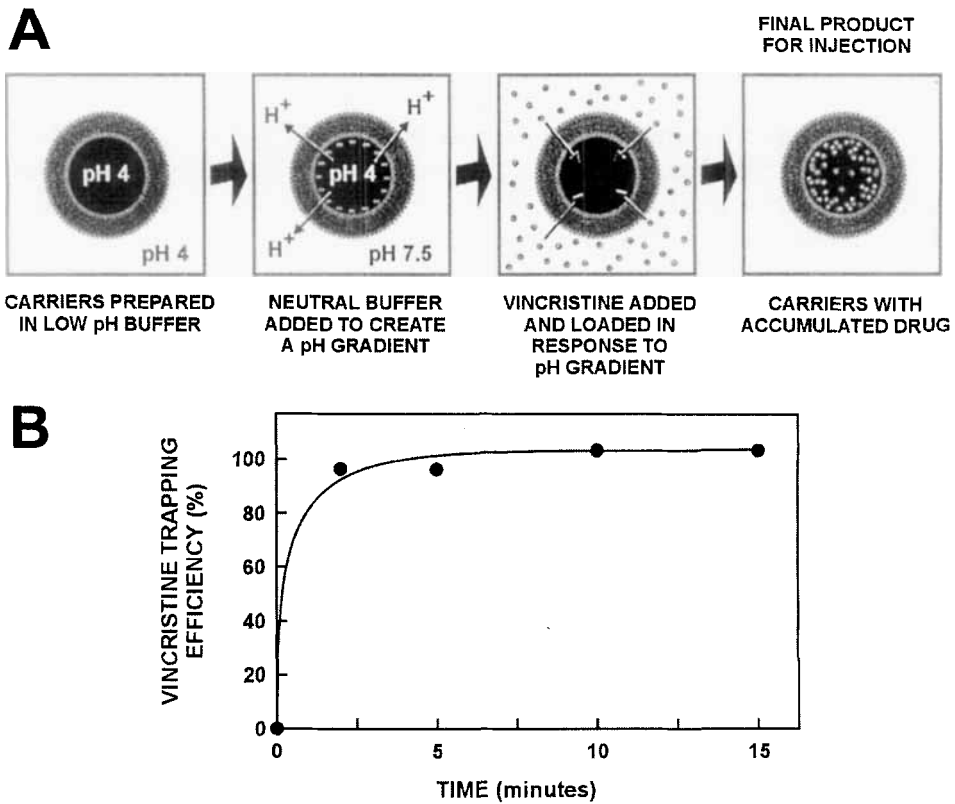 A
FINAL PRODUCT
FOR INJECTION
pH 4
pH 4
H+
H+
pH 4
H+
pH 7.5
CARRIERS PREPARED
IN LOW pH BUFFER
NEUTRAL BUFFER
ADDED TO CREATE
A pH GRADIENT
VINCRISTINE ADDED
AND LOADED IN
RESPONSE TO
pH GRADIENT
CARRIERS WITH
ACCUMULATED DRUG
B
VINCRISTINE TRAPPING
EFFICIENCY (%)
100
80
60
40
20
0
0
5
10
15
TIME (minutes)